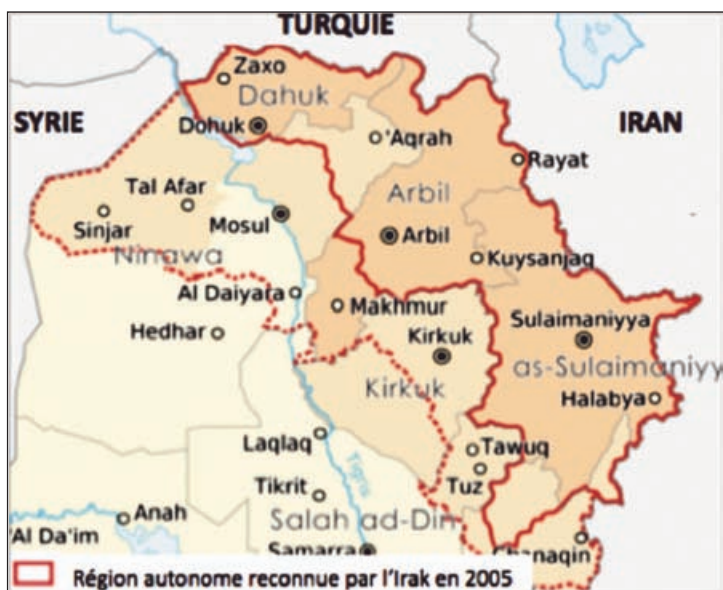 TURQUIE
Zaxo
Dahuk
SYRIE
Dohuk
'Aqrah
IRAN
Rayat
Tal Afar
Arbil
Sinjar
Mosul
Arbil
Ninawa
Kuysanjaq
Al Daiyara
Makhmur
Sulaimaniyya
Hedhar
Kirkuk
as-Sulaimaniyy
Kirkuk
Halabya
Laqlaq
Tawuq
Tigris
Tuz
Tikrit
Anah
Salah ad-Din
'Al Da'im
Samarra
Chanaqin
Région autonome reconnue par l'Irak en 2005